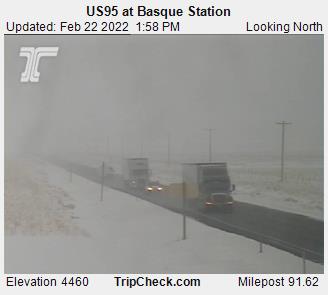 US95 at Basque Station
Updated: Feb 22 2022 1:58 PM Looking North
Elevation 4460 TripCheck.com Milepost 91.62